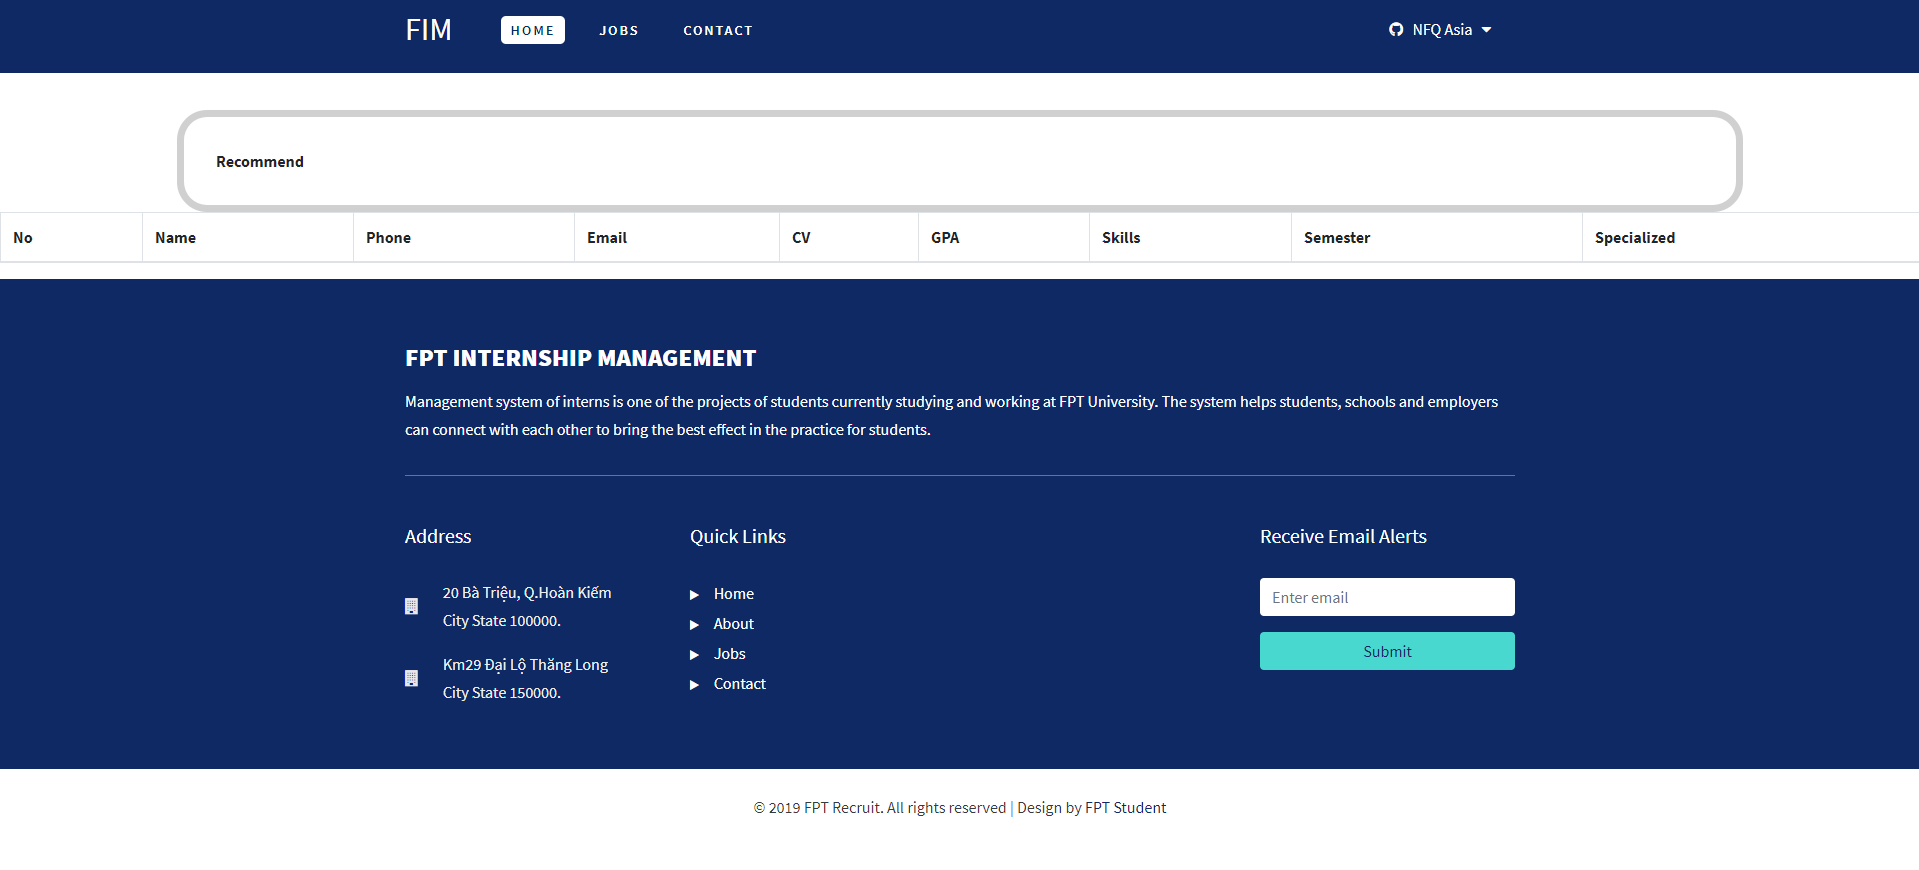 FIM HOME JOBS CONTACT NFQ Asia
Recommend
No Name Phone Email CV GPA Skills Semester Specialized
FPT INTERNSHIP MANAGEMENT
Management system of interns is one of the projects of students currently studying and working at FPT University. The system helps students, schools and employers
can connect with each other to bring the best effect in the practice for students.
Address
20 Bà Triệu, Q.Hoàn Kiếm
City State 100000.
Km29 Đại Lộ Thăng Long
City State 150000.
Quick Links
Home
About
Jobs
Contact
Receive Email Alerts
Enter email
Submit
© 2019 FPT Recruit. All rights reserved | Design by FPT Student